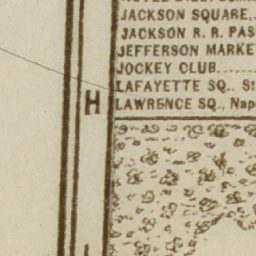 JACKSON SQUARE..
JACKSON R. R. PAS
JEFFERSON MARKE
JOCKEY CLUB......
LAFAYETTE SQ.. St
H
LAWRENCE SQ., Nap